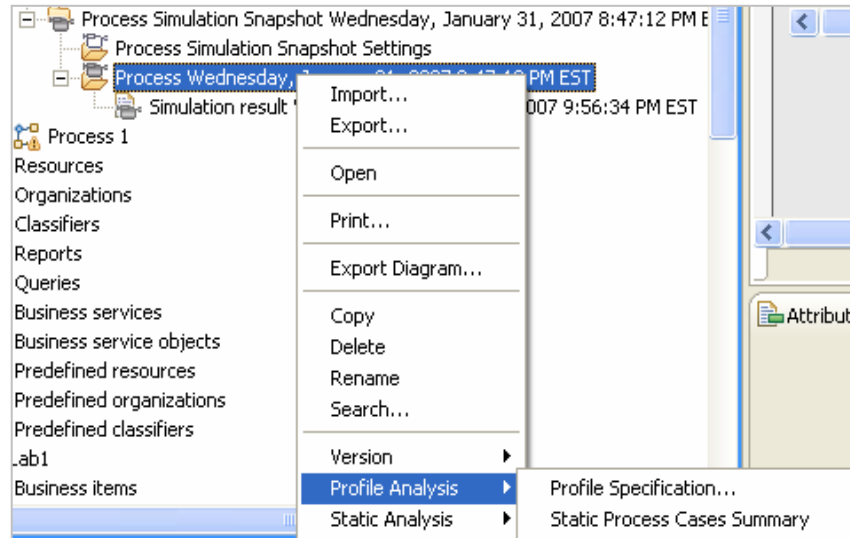 Process Simulation Snapshot Wednesday, January 31, 2007 8:47:12 PM E
Process Simulation Snapshot Settings
Process Wednesday, PM EST
Simulation result 007 9:56:34 PM EST
Process 1
Resources
Organizations
Classifiers
Reports
Queries
Business services
Business service objects
Predefined resources
Predefined organizations
Predefined classifiers
Lab1
Business items
Import...
Export...
Open
Print...
Export Diagram...
Copy
Delete
Rename
Search...
Version
Profile Analysis
Static Analysis
Profile Specification...
Static Process Cases Summary
Attribut